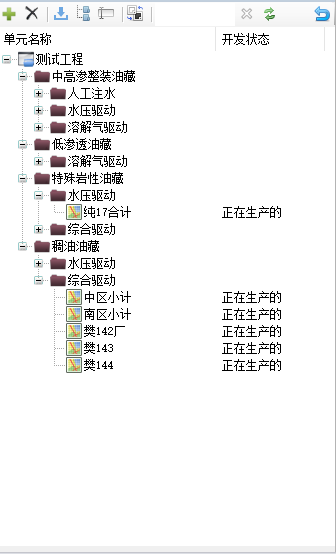 单元名称 开发状态
测试工程
中高渗整装油藏
人工注水
水压驱动
溶解气驱动
低渗透油藏
溶解气驱动
特殊岩性油藏
水压驱动
纯17合计 正在生产的
综合驱动
稠油油藏
水压驱动
综合驱动
中区小计 正在生产的
南区小计 正在生产的
樊142厂 正在生产的
樊143 正在生产的
樊144 正在生产的